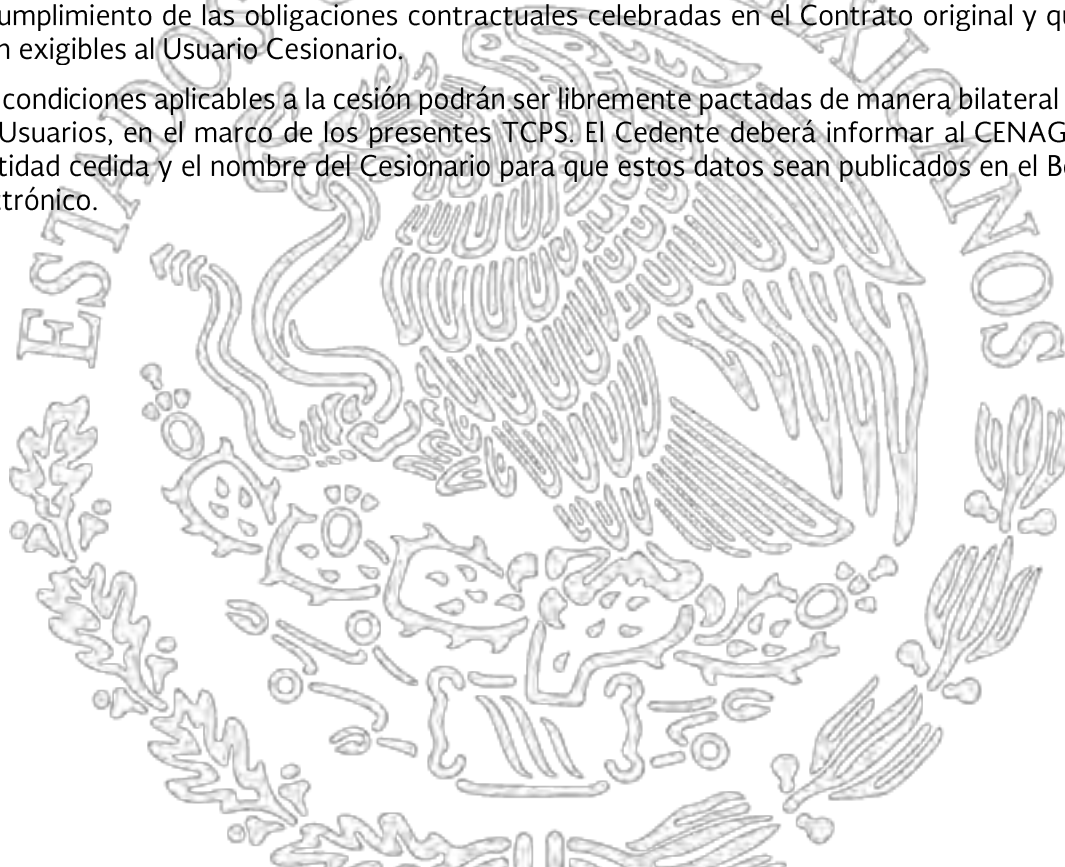 umplimiento de las obligaciones contractuales celebradas en el Contrato original y qu
n exigibles al Usuario Cesionario.
condiciones aplicables a la cesión podrán ser libremente pactadas de manera bilateral
Usuarios, en el marco de los presentes TCPS. El Cedente deberá informar al CENAG
tidad cedida y el nombre del Cesionario para que estos datos sean publicados en el Bo
trónico.
ESTADOS
MEXICANOS